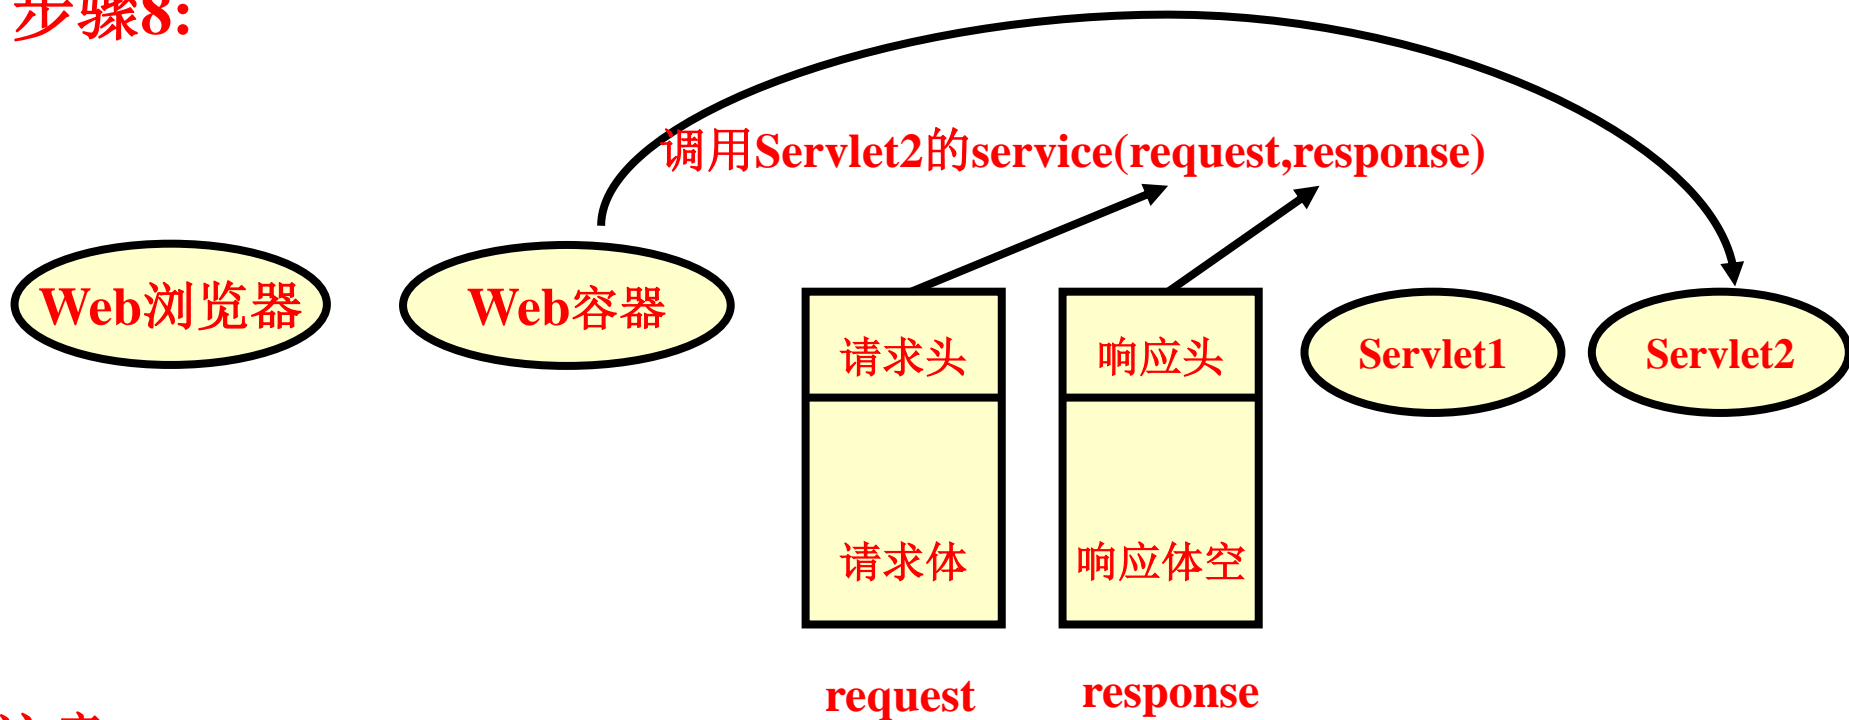 步骤8:
调用Servlet2的service(request,response)
Web浏览器
Web容器
请求头
响应头
Servlet1
Servlet2
请求体
响应体空
request
response